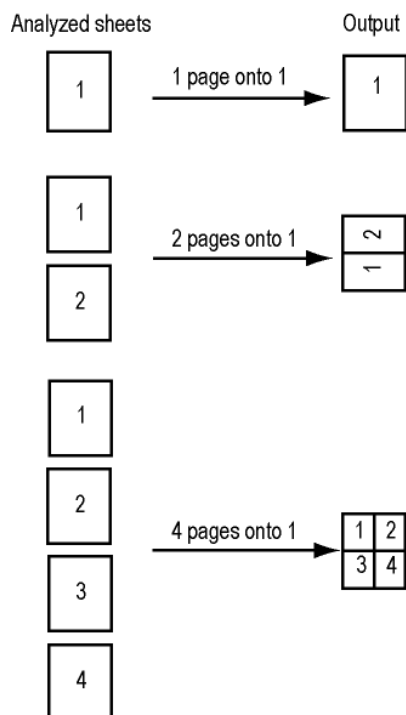 Analyzed sheets Output
1 1 page onto 1 1
1
2 pages onto 1
2
1
2
1
2
4 pages onto 1
1 2
3 4
3
4